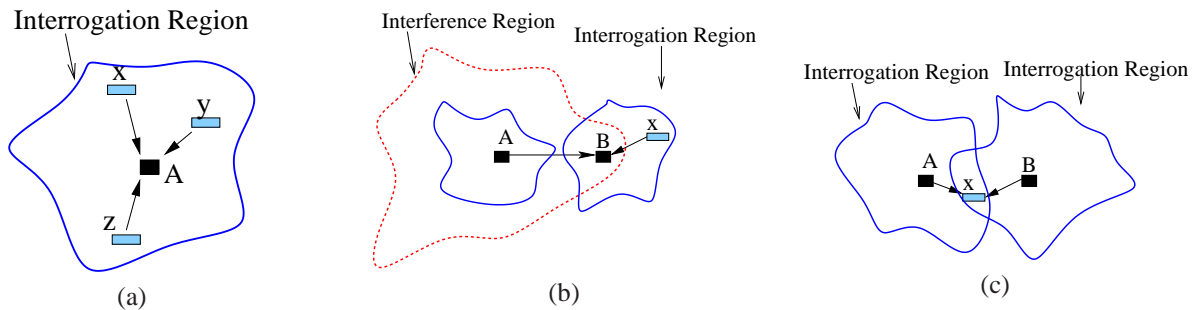 Interrogation Region
x
y
A
z
(a)
Interference Region
Interrogation Region
A
B
x
(b)
Interrogation Region
Interrogation Region
A
B
x
(c)